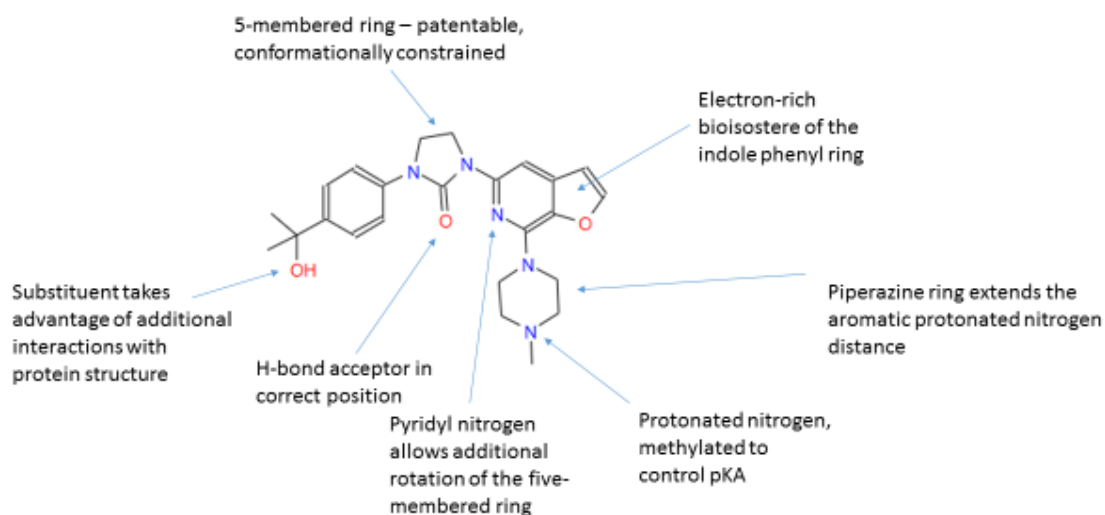 5-membered ring – patentable,
conformationally constrained
Electron-rich
bioisostere of the
indole phenyl ring
N
N
O
N
O
N
N
OH
Substituent takes
advantage of additional
interactions with
protein structure
H-bond acceptor in
correct position
Pyridyl nitrogen
allows additional
rotation of the five-
membered ring
Protonated nitrogen,
methylated to
control pKA
Piperazine ring extends the
aromatic protonated nitrogen
distance